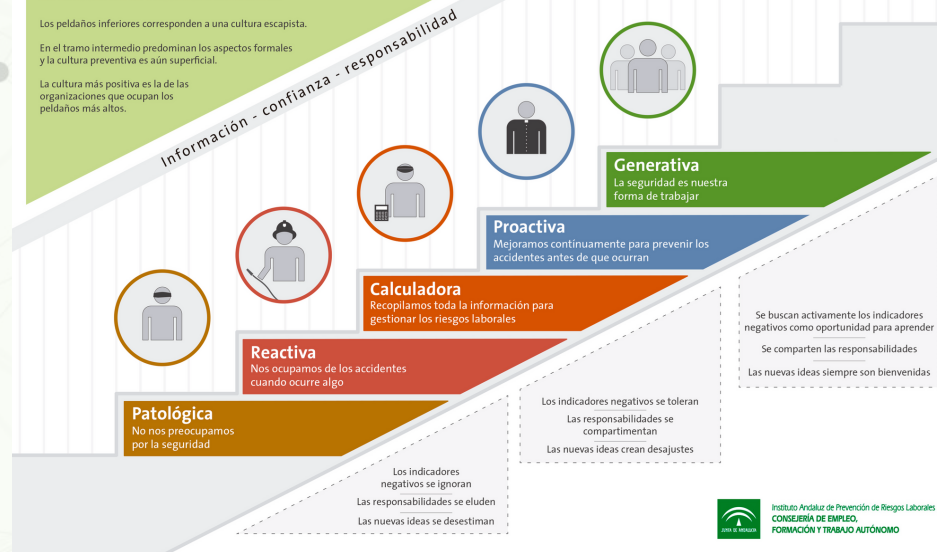 Los peldaños inferiores corresponden a una cultura escapista.
En el tramo intermedio predominan los aspectos formales
y la cultura preventiva es aún superficial.
La cultura más positiva es la de las
organizaciones que ocupan los
peldaños más altos.
Información - confianza - responsabilidad
Generativa
La seguridad es nuestra
forma de trabajar
Proactiva
Mejoramos continuamente para prevenir los
accidentes antes de que ocurran
Calculadora
Recopilamos toda la información para
gestionar los riesgos laborales
Reactiva
Nos ocupamos de los accidentes
cuando ocurre algo
Patológica
No nos preocupamos
por la seguridad
Los indicadores
negativos se ignoran
Las responsabilidades se eluden
Las nuevas ideas se desestiman
Los indicadores negativos se toleran
Las responsabilidades se
compartimentan
Las nuevas ideas crean desajustes
Se buscan activamente los indicadores
negativos como oportunidad para aprender
Se comparten las responsabilidades
Las nuevas ideas siempre son bienvenidas
JUNTA DE ANDALUCIA
Instituto Andaluz de Prevención de Riesgos Laborales
CONSEJERÍA DE EMPLEO,
FORMACIÓN Y TRABAJO AUTÓNOMO